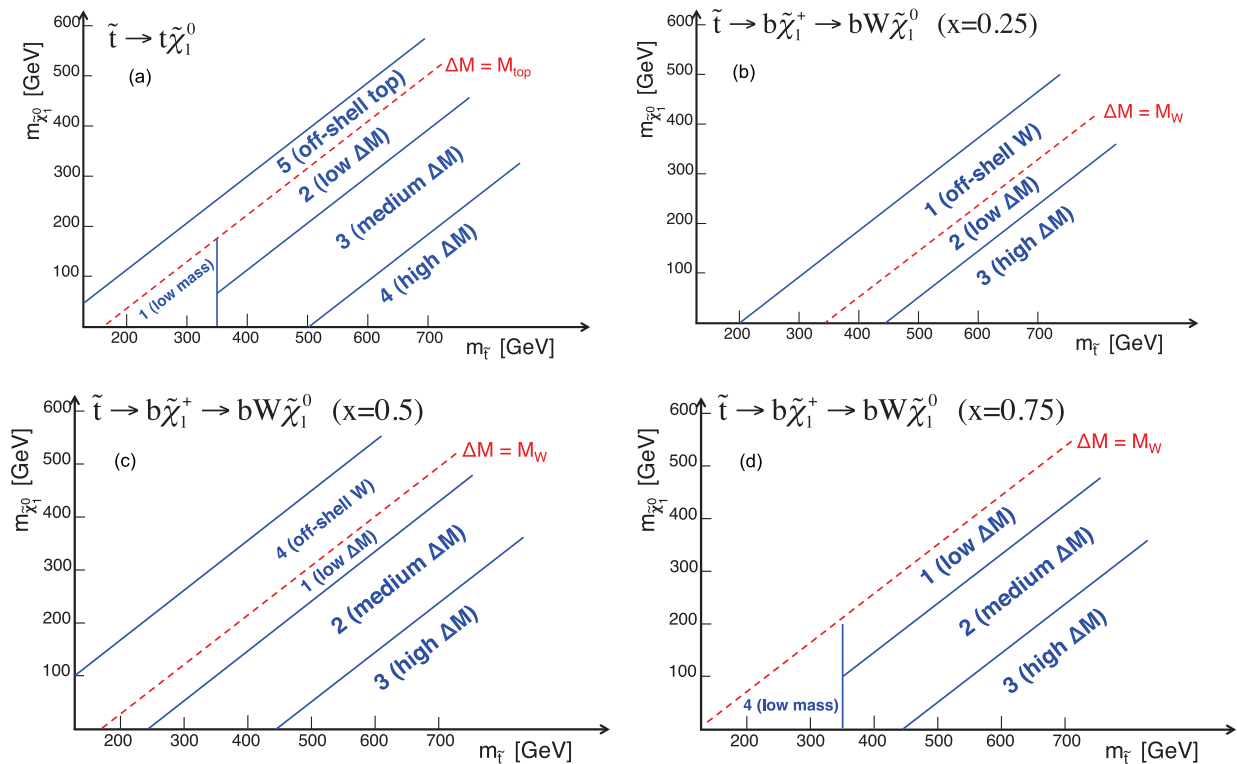 t̃ → tχ̃₁⁰
(a)
m_χ̃₁⁰ [GeV]
600
500
400
300
200
100
ΔM = M_top
5 (off-shell top)
2 (low ΔM)
3 (medium ΔM)
4 (high ΔM)
1 (low mass)
200 300 400 500 600 700
m_t̃ [GeV]
t̃ → bχ̃₁⁺ → bWχ̃₁⁰ (x=0.25)
(b)
m_χ̃₁⁰ [GeV]
600
500
400
300
200
100
ΔM = M_W
1 (off-shell W)
2 (low ΔM)
3 (high ΔM)
200 300 400 500 600 700
m_t̃ [GeV]
t̃ → bχ̃₁⁺ → bWχ̃₁⁰ (x=0.5)
(c)
m_χ̃₁⁰ [GeV]
600
500
400
300
200
100
ΔM = M_W
4 (off-shell W)
1 (low ΔM)
2 (medium ΔM)
3 (high ΔM)
200 300 400 500 600 700
m_t̃ [GeV]
t̃ → bχ̃₁⁺ → bWχ̃₁⁰ (x=0.75)
(d)
m_χ̃₁⁰ [GeV]
600
500
400
300
200
100
ΔM = M_W
1 (low ΔM)
2 (medium ΔM)
3 (high ΔM)
4 (low mass)
200 300 400 500 600 700
m_t̃ [GeV]